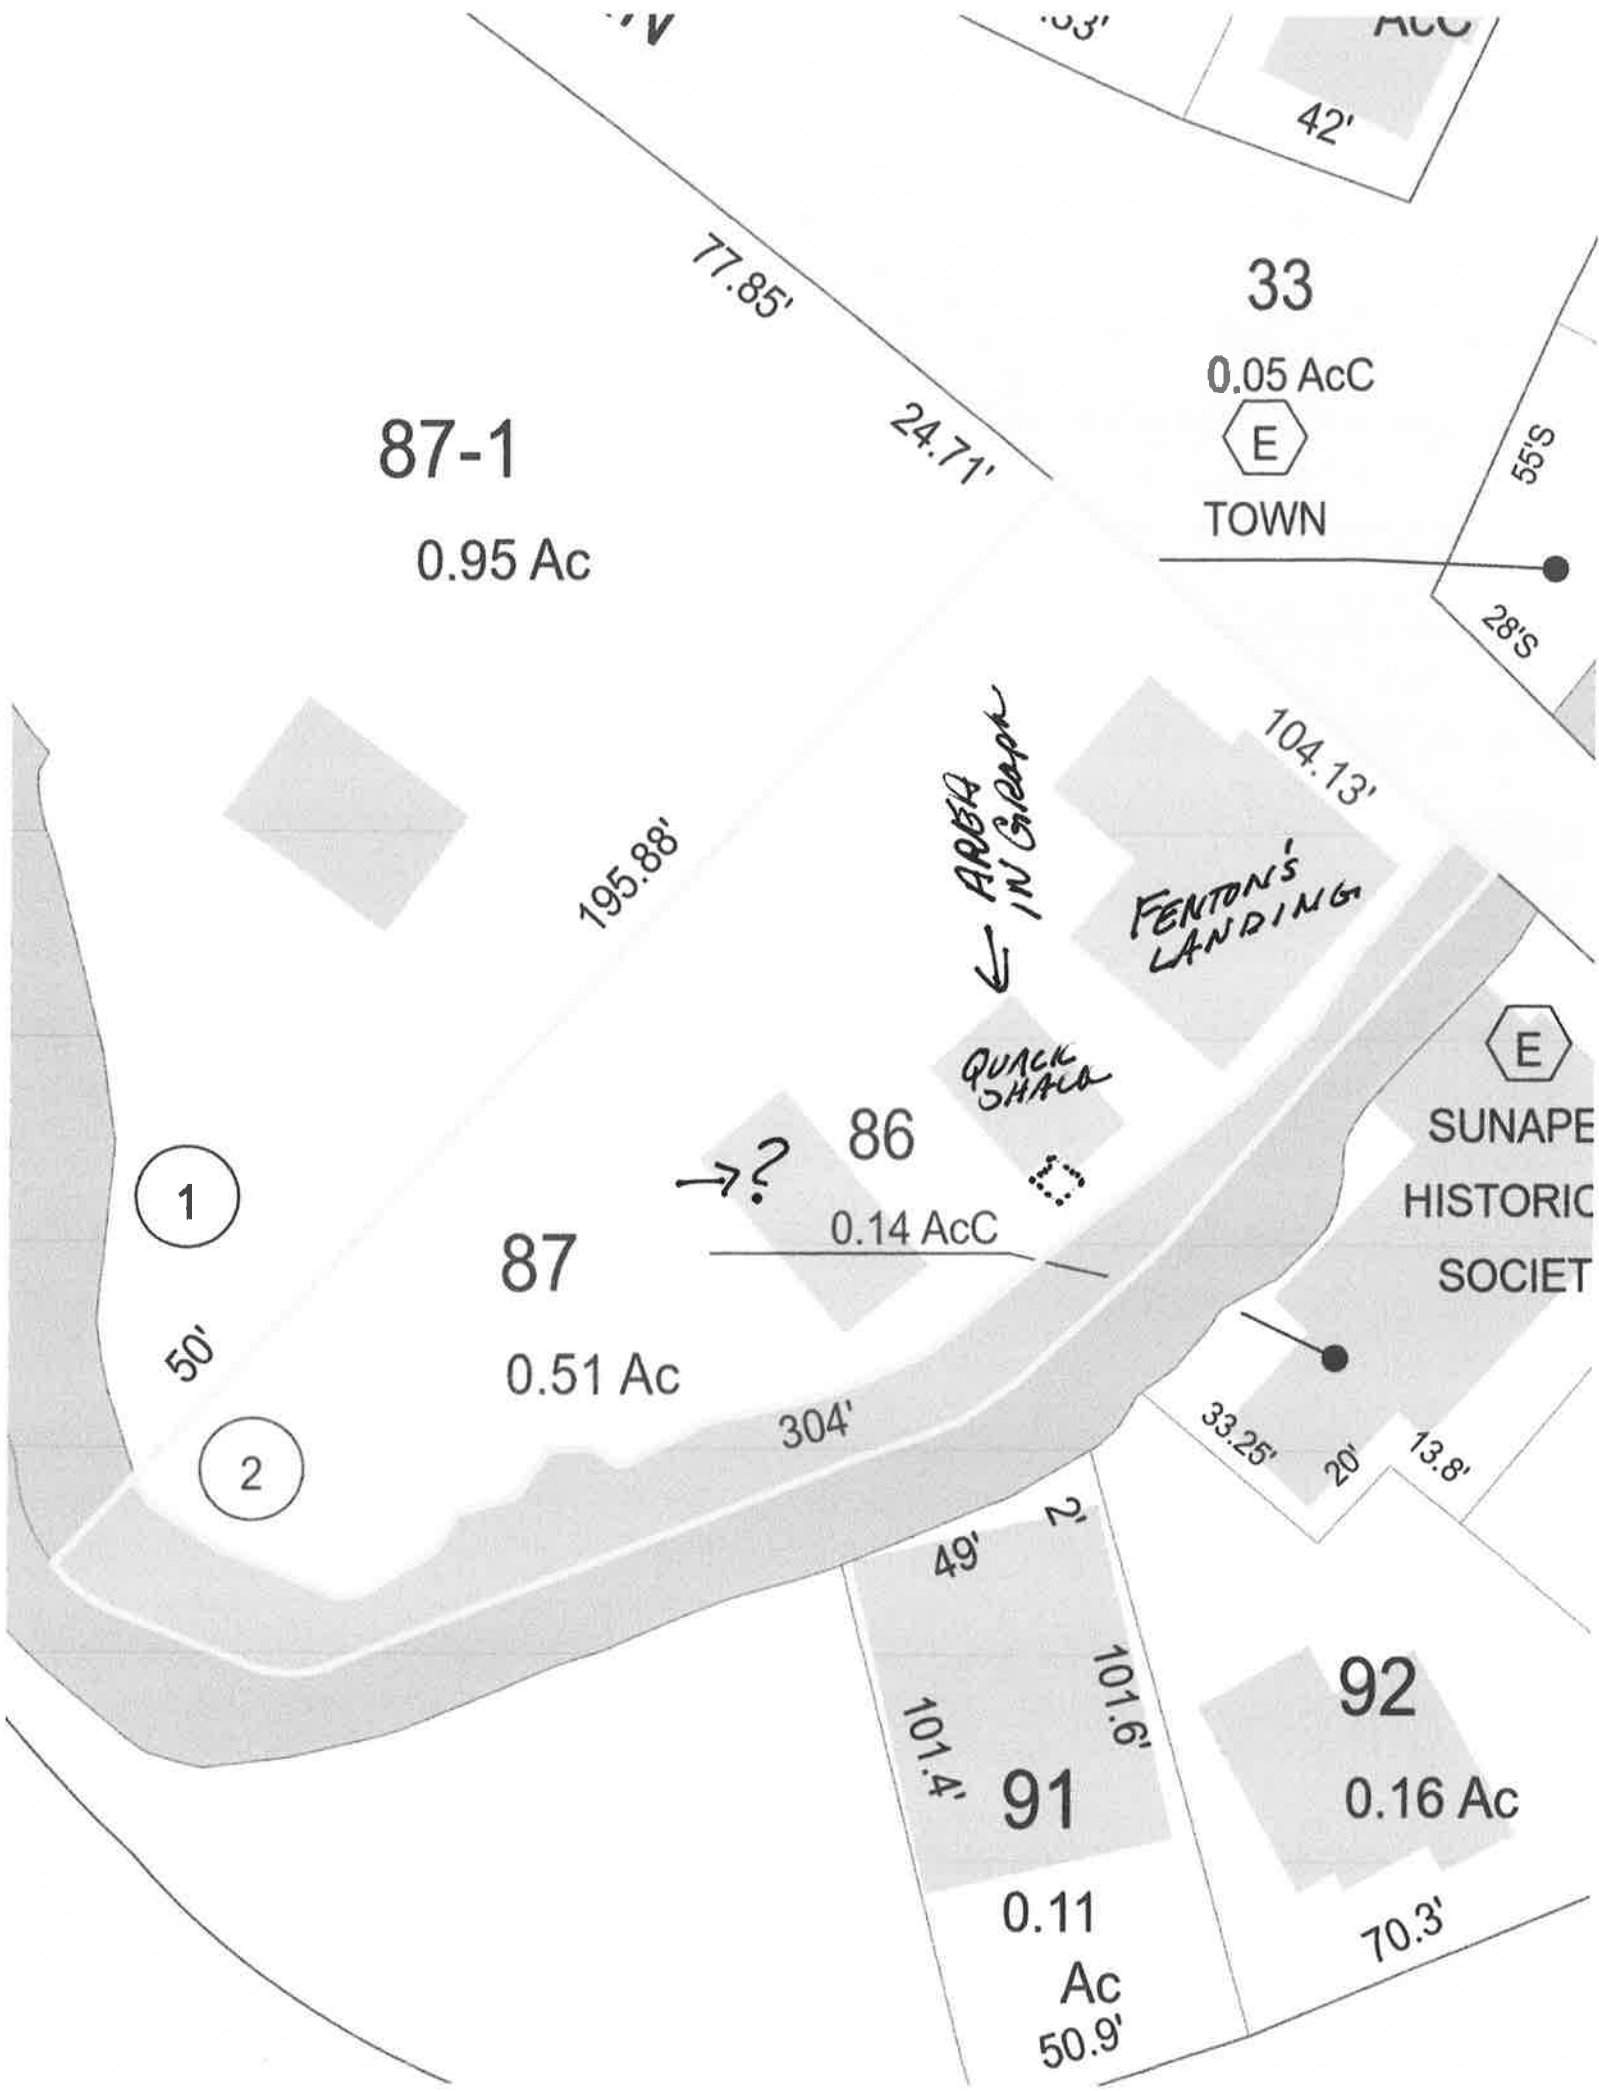 42'
77.85'
33
0.05 AcC
E
TOWN
24.71'
55'S
28'S
87-1
0.95 Ac
104.13'
195.88'
← AREA
IN GRAPH
FENTON'S
LANDING
QUACK
SHACK
86
→?
0.14 AcC
E
SUNAPE
HISTORIC
SOCIET
1
87
50'
0.51 Ac
2
304'
33.25'
20'
13.8'
49'
2'
101.4'
101.6'
91
0.11
Ac
50.9'
92
0.16 Ac
70.3'